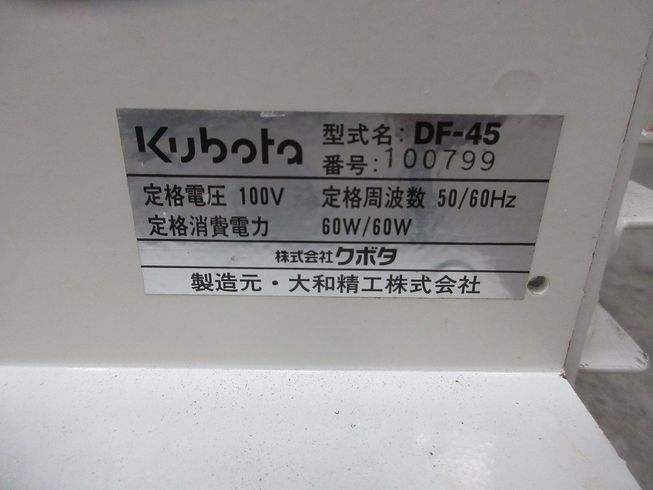 Kubota 型式名: DF-45
番号: 100799
定格電圧 100V 定格周波数 50/60Hz
定格消費電力 60W/60W
株式会社クボタ
製造元・大和精工株式会社